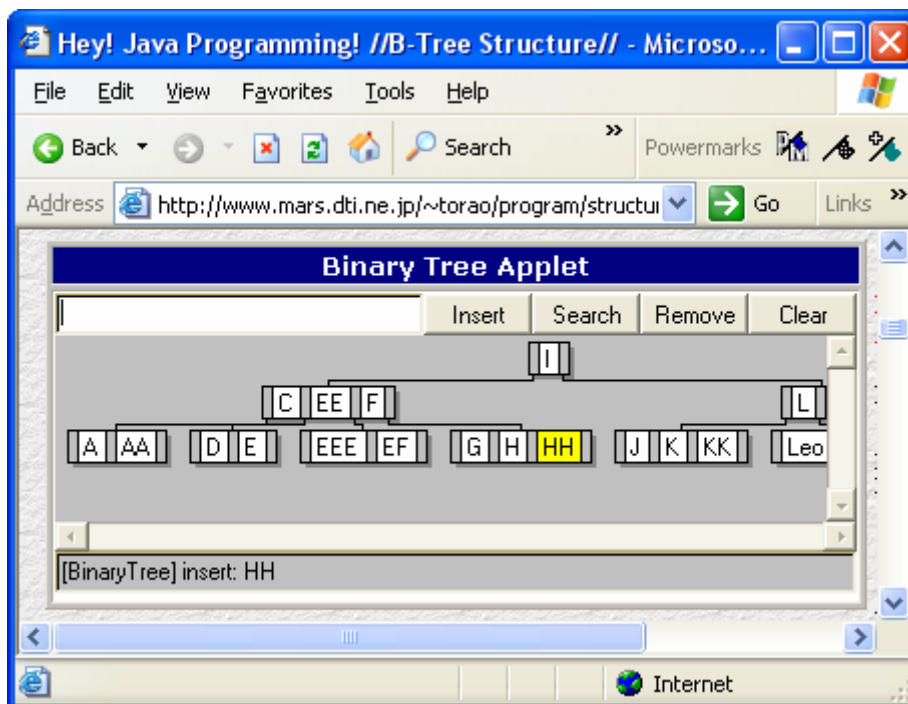 Hey! Java Programming! //B-Tree Structure// - Microso...
File Edit View Favorites Tools Help
Back Search » Powermarks
Address http://www.mars.dti.ne.jp/~torao/program/structu Go Links »
Binary Tree Applet
Insert Search Remove Clear
I
C EE F L
A AA D E EEE EF G H HH J K KK Leo
[BinaryTree] insert: HH
Internet